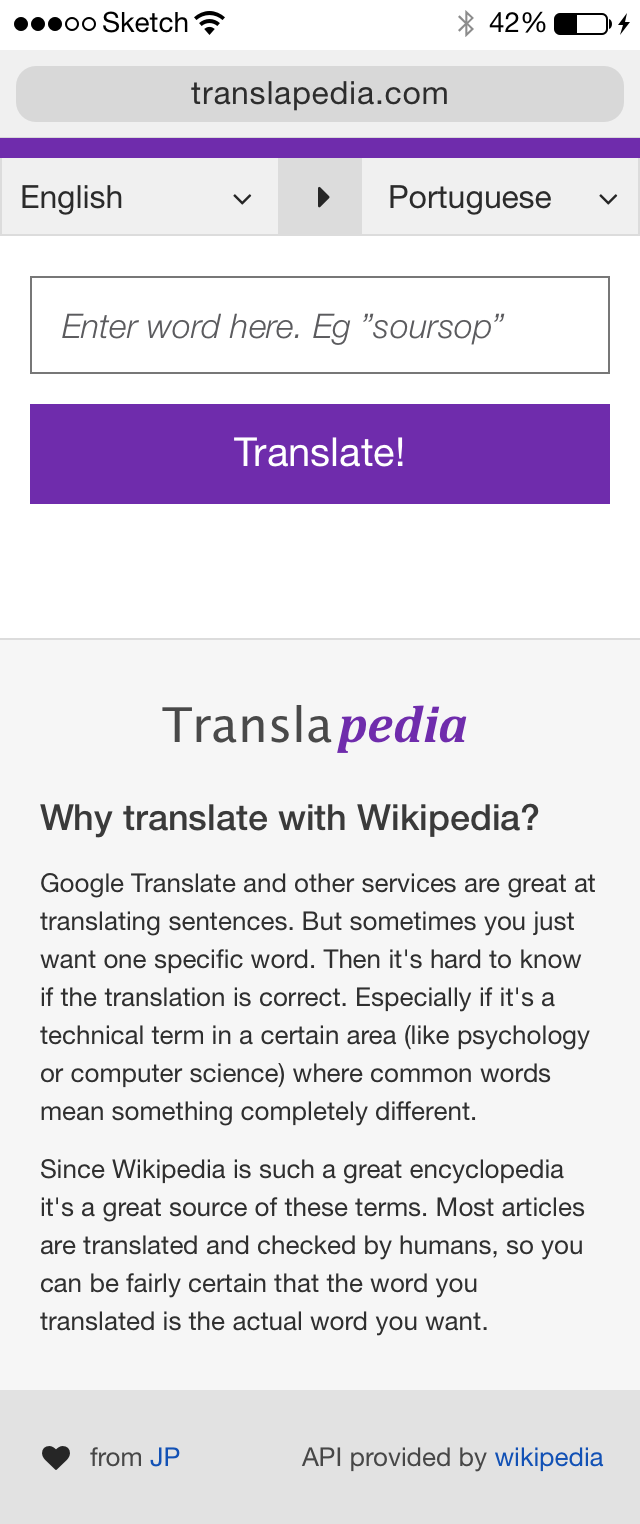 Sketch 42%
translapedia.com
English Portuguese
Enter word here. Eg ”soursop”
Translate!
Translapedia
Why translate with Wikipedia?
Google Translate and other services are great at
translating sentences. But sometimes you just
want one specific word. Then it's hard to know
if the translation is correct. Especially if it's a
technical term in a certain area (like psychology
or computer science) where common words
mean something completely different.
Since Wikipedia is such a great encyclopedia
it's a great source of these terms. Most articles
are translated and checked by humans, so you
can be fairly certain that the word you
translated is the actual word you want.
from JP API provided by wikipedia